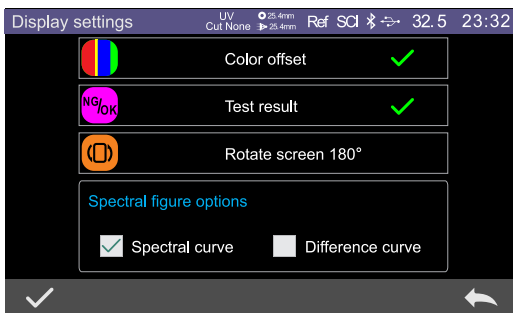 Display settings UV Cut None 25.4mm 25.4mm Ref SCI 32.5 23:32
Color offset
NG/OK Test result
Rotate screen 180°
Spectral figure options
Spectral curve Difference curve